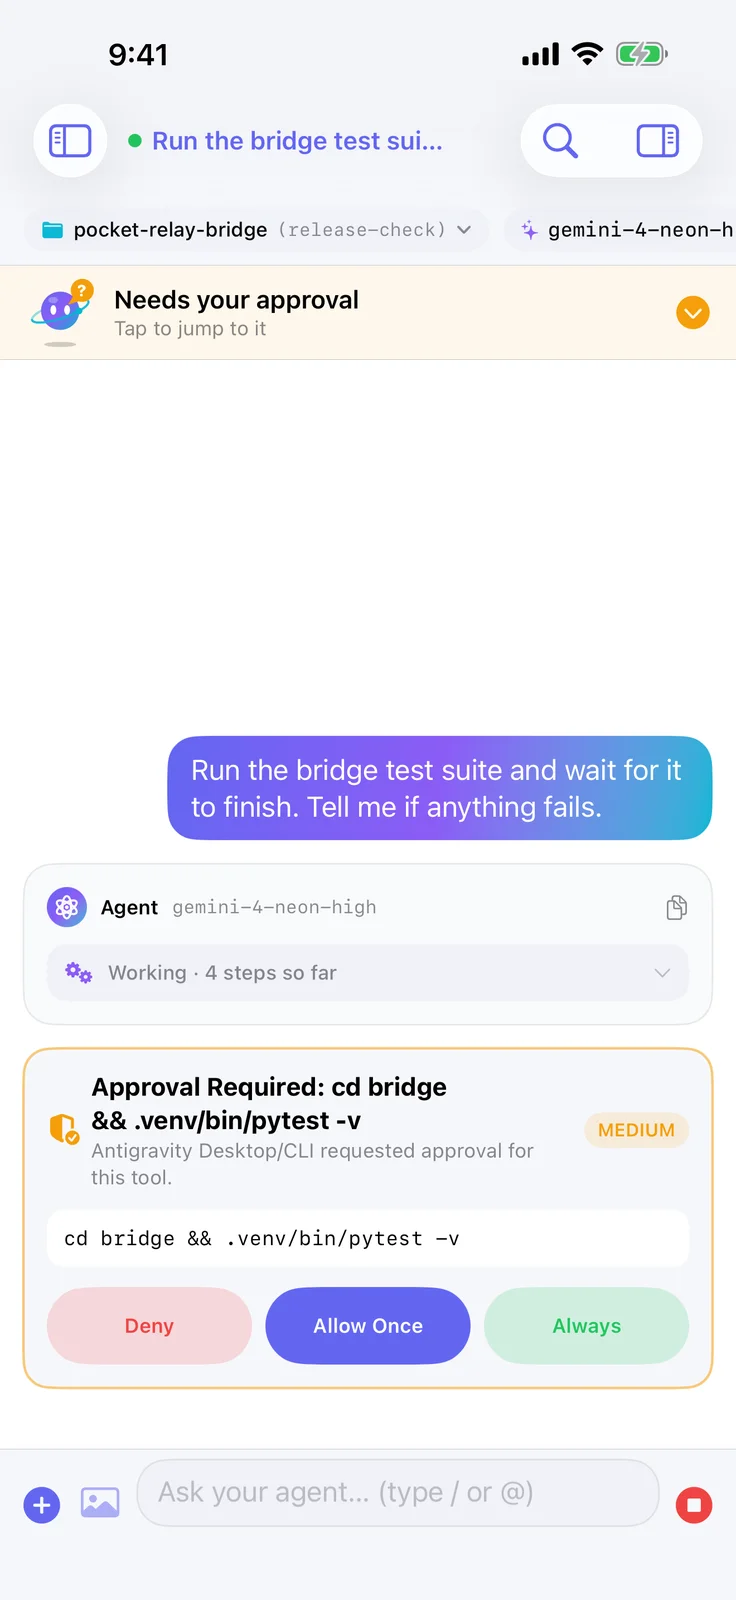 9:41
Run the bridge test sui...
pocket-relay-bridge (release-check)
gemini-4-neon-h
?
Needs your approval
Tap to jump to it
Run the bridge test suite and wait for it
to finish. Tell me if anything fails.
Agent gemini-4-neon-high
Working · 4 steps so far
Approval Required: cd bridge
&& .venv/bin/pytest -v
MEDIUM
Antigravity Desktop/CLI requested approval for
this tool.
cd bridge && .venv/bin/pytest -v
Deny
Allow Once
Always
Ask your agent... (type / or @)